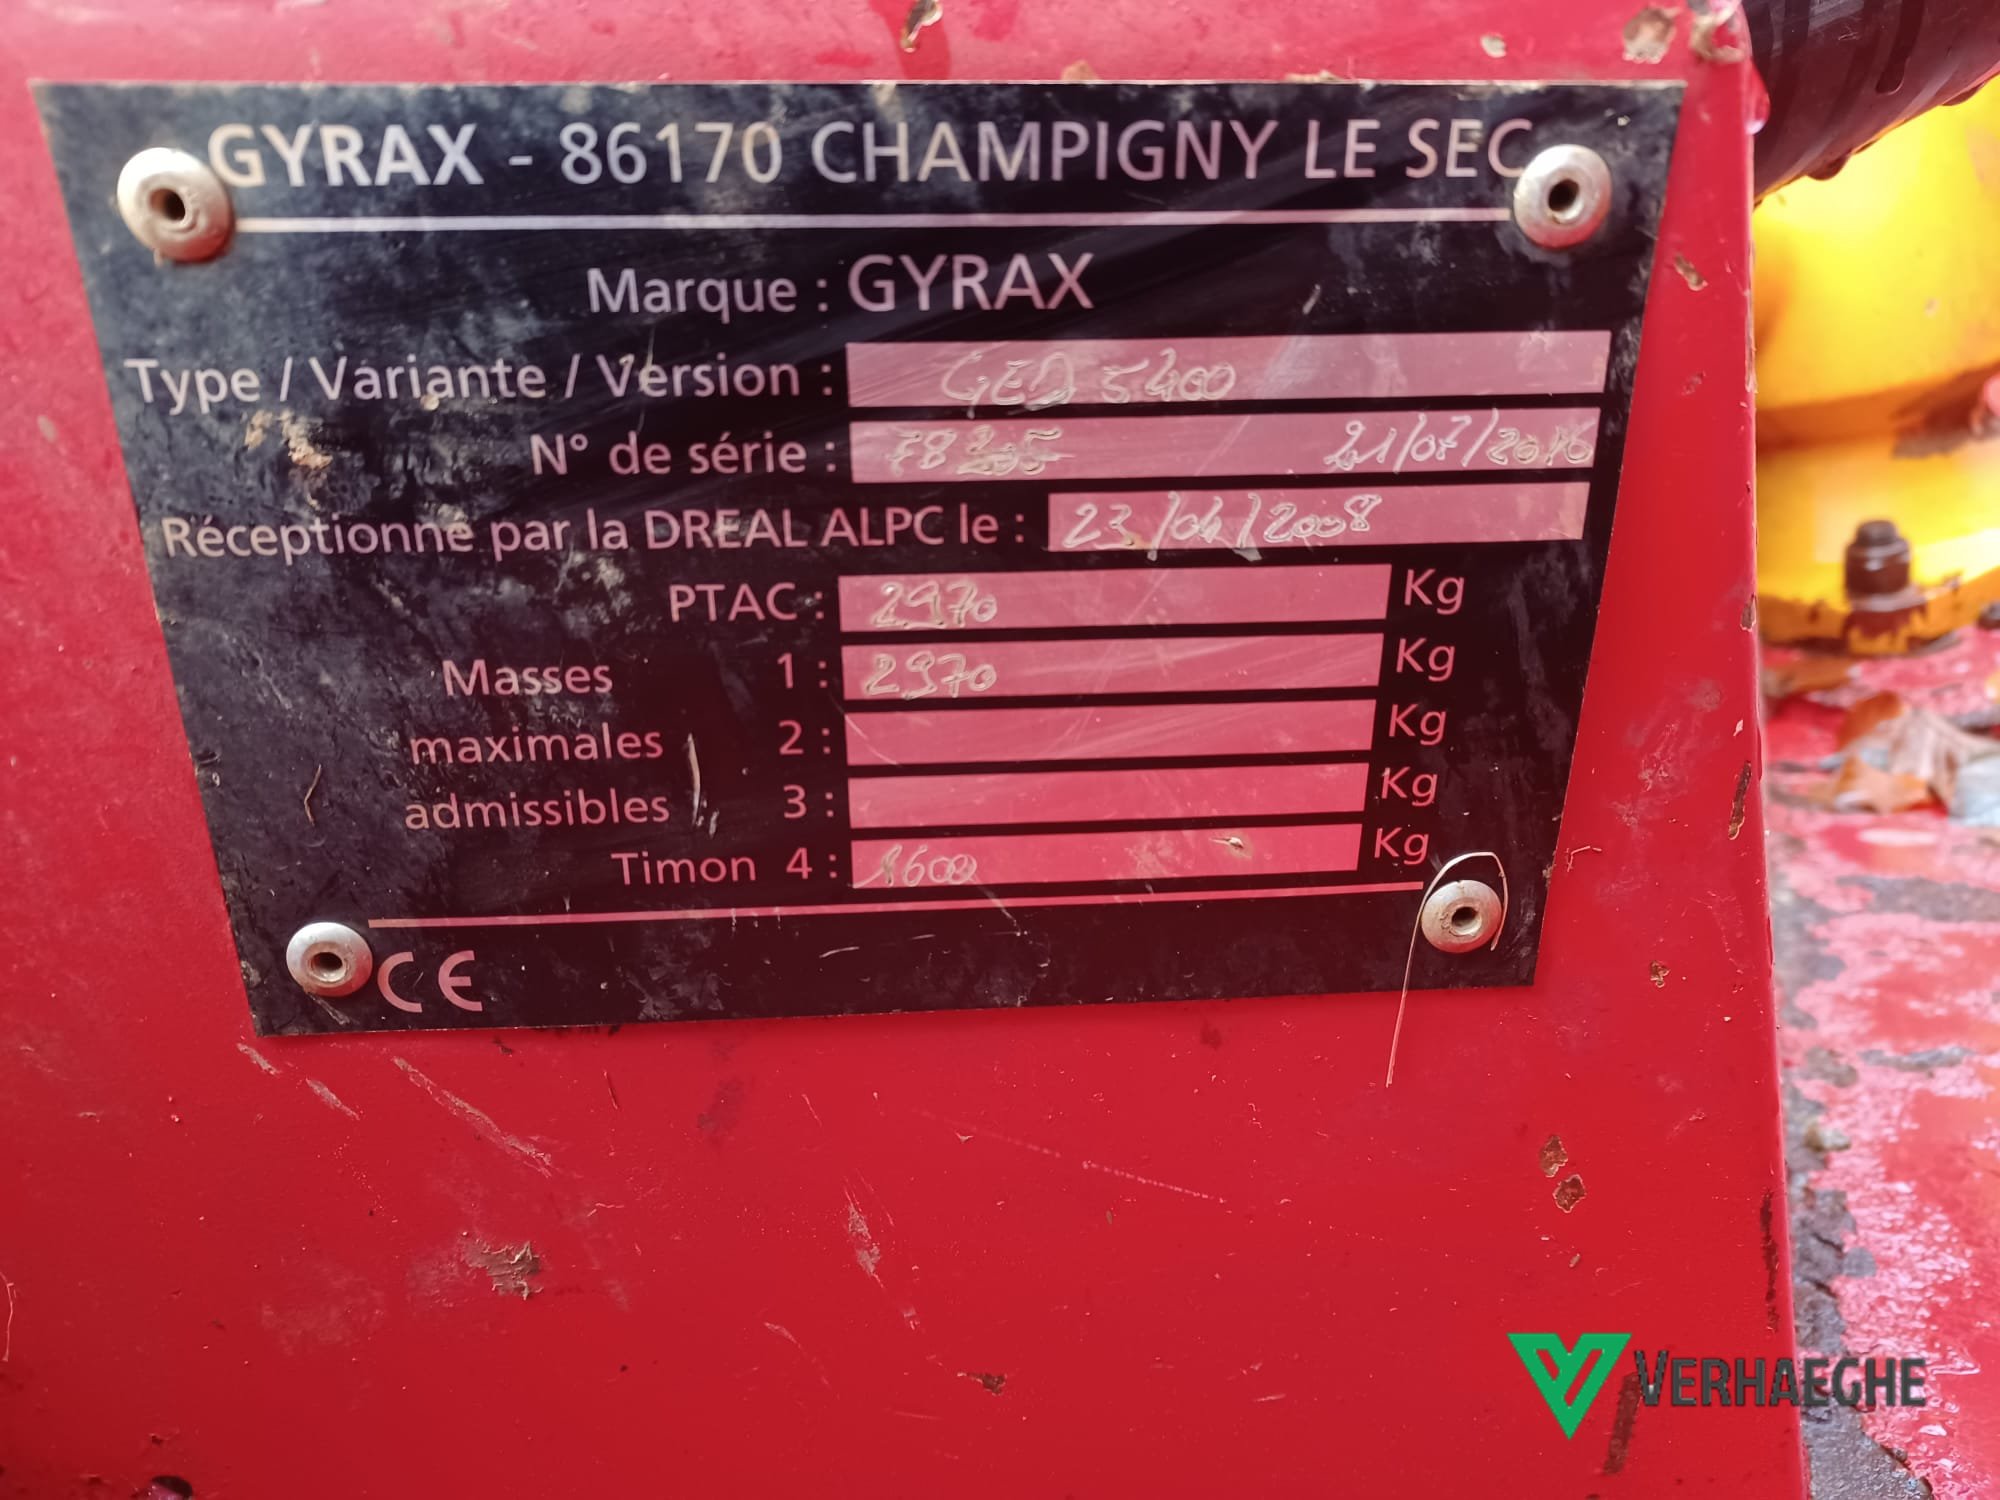 GYRAX - 86170 CHAMPIGNY LE SEC
Marque : GYRAX
Type / Variante / Version : GED 5400
N° de série : 78205 21/07/2016
Réceptionné par la DREAL ALPC le : 23/04/2008
PTAC : 2970 Kg
Masses 1 : 2970 Kg
maximales 2 : Kg
admissibles 3 : Kg
Timon 4 : 1600 Kg
CE
VERHAEGHE